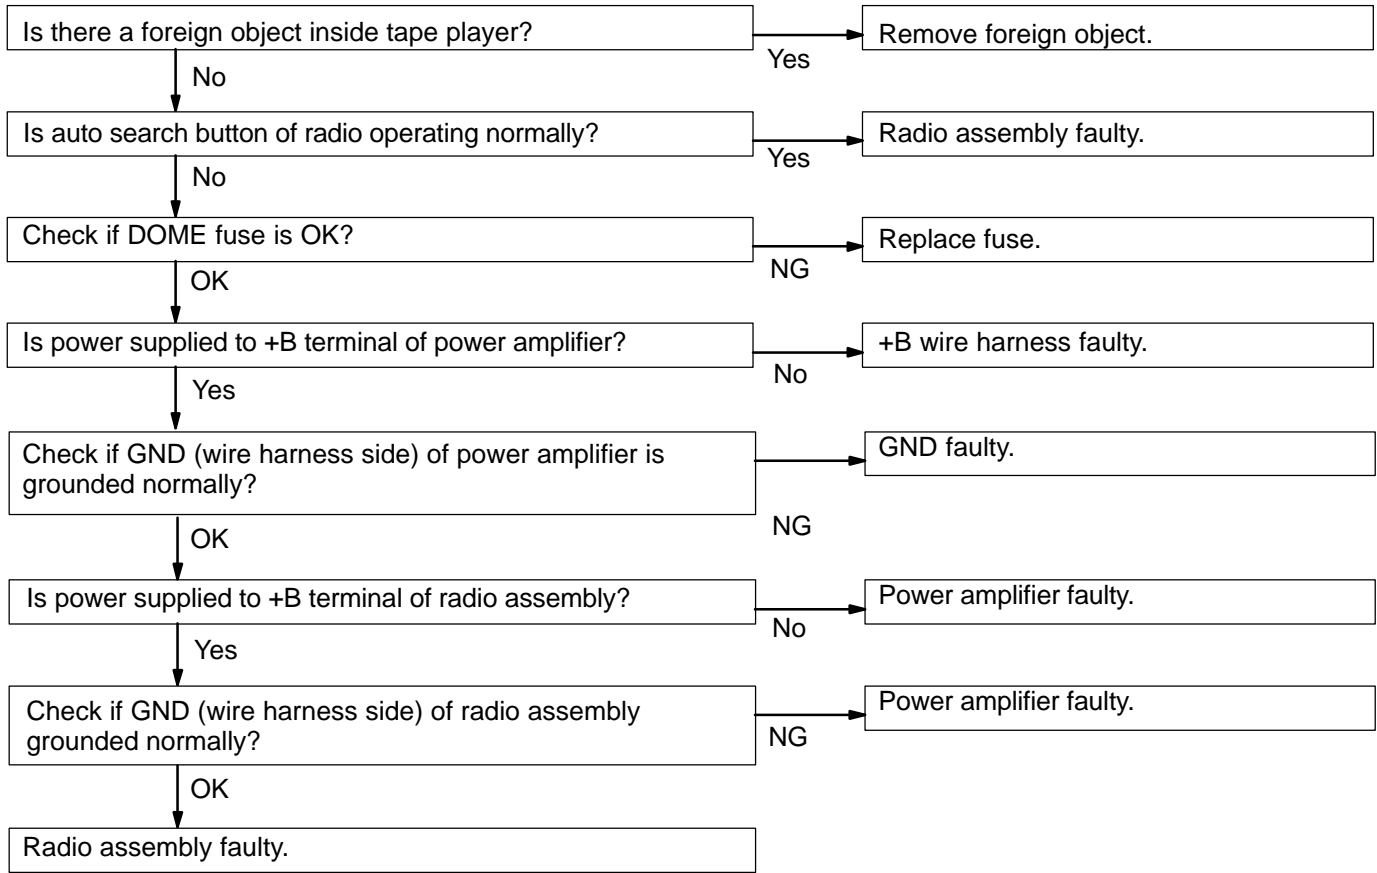 Is there a foreign object inside tape player?
Yes
Remove foreign object.
No
Is auto search button of radio operating normally?
Yes
Radio assembly faulty.
No
Check if DOME fuse is OK?
NG
Replace fuse.
OK
Is power supplied to +B terminal of power amplifier?
No
+B wire harness faulty.
Yes
Check if GND (wire harness side) of power amplifier is
grounded normally?
NG
GND faulty.
OK
Is power supplied to +B terminal of radio assembly?
No
Power amplifier faulty.
Yes
Check if GND (wire harness side) of radio assembly
grounded normally?
NG
Power amplifier faulty.
OK
Radio assembly faulty.